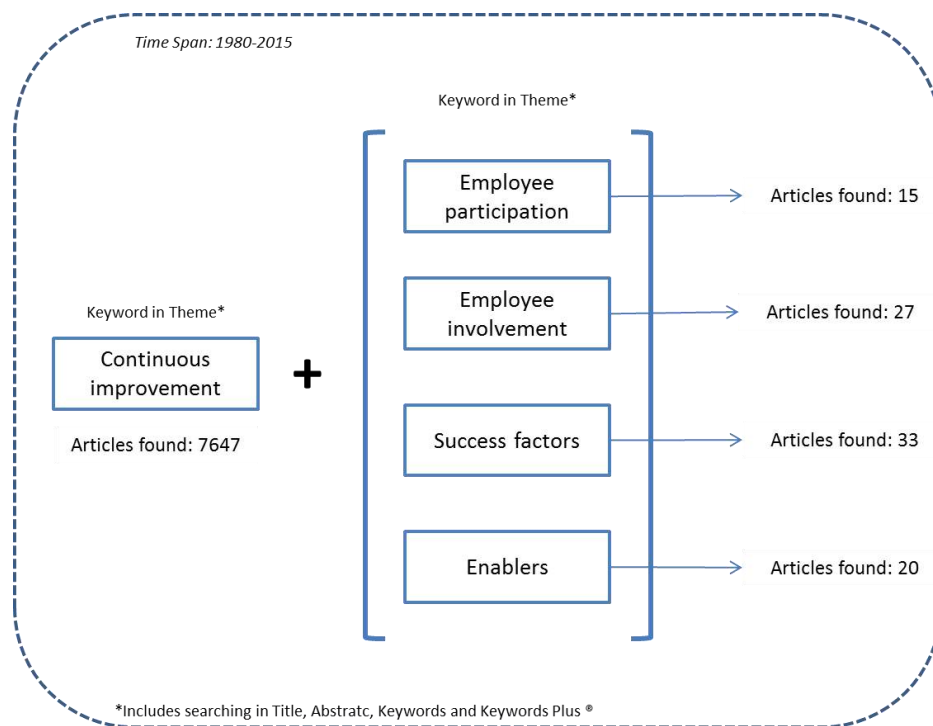 Time Span: 1980-2015
Keyword in Theme*
Employee
participation
Articles found: 15
Employee
involvement
Articles found: 27
Keyword in Theme*
Continuous
improvement
+
Articles found: 7647
Success factors
Articles found: 33
Enablers
Articles found: 20
*Includes searching in Title, Abstratc, Keywords and Keywords Plus ®